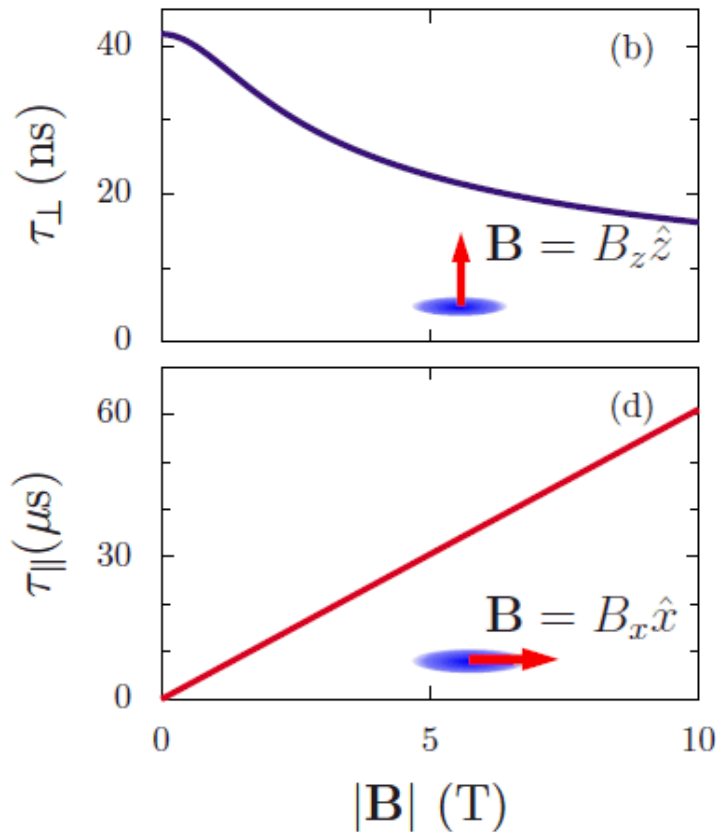 (b)
40
20
0
τ⊥ (ns)
B = B_z ẑ
(d)
60
30
0
τ∥(μs)
B = B_x x̂
0 5 10
|B| (T)